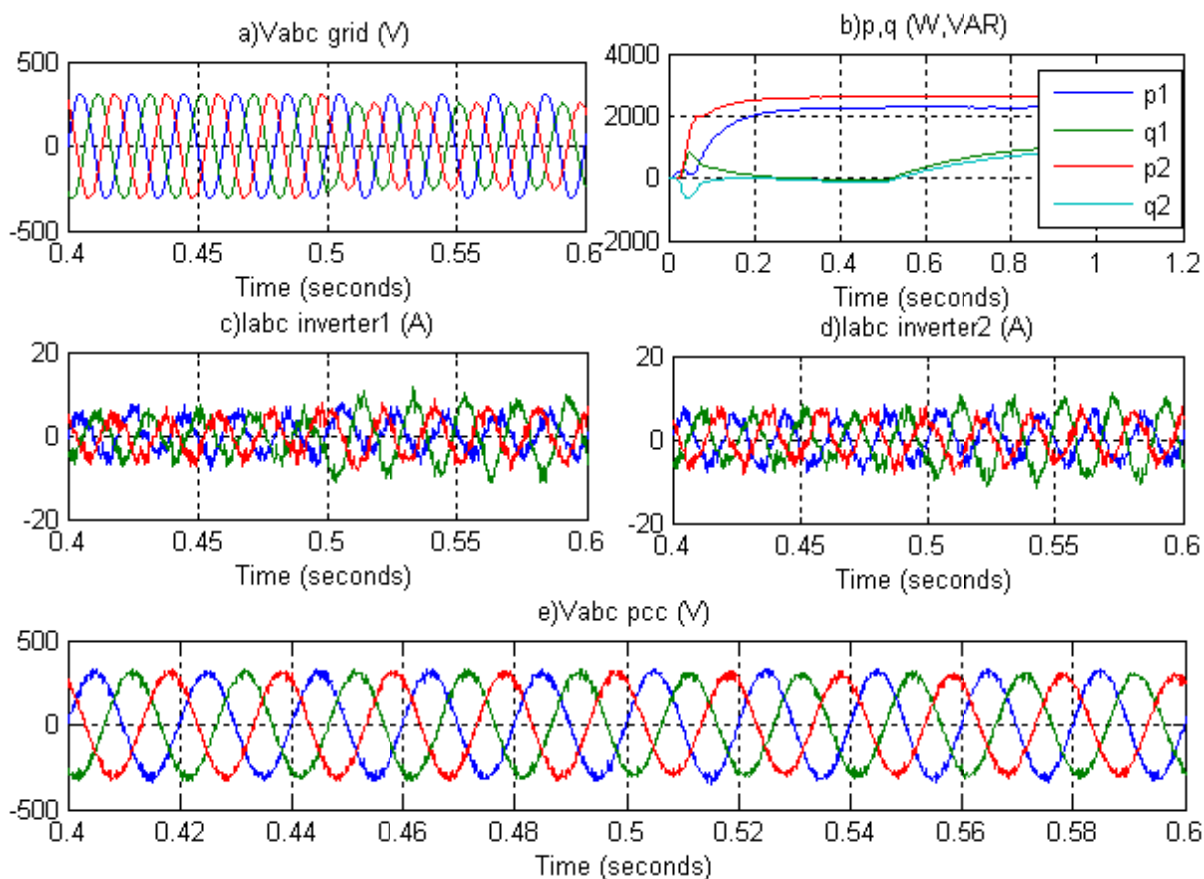 a)Vabc grid (V)
500
0
-500
0.4 0.45 0.5 0.55 0.6
Time (seconds)
b)p,q (W,VAR)
4000
2000
0
2000
0 0.2 0.4 0.6 0.8 1 1.2
Time (seconds)
p1
q1
p2
q2
c)Iabc inverter1 (A)
20
0
-20
0.4 0.45 0.5 0.55 0.6
Time (seconds)
d)Iabc inverter2 (A)
20
0
-20
0.4 0.45 0.5 0.55 0.6
Time (seconds)
e)Vabc pcc (V)
500
0
-500
0.4 0.42 0.44 0.46 0.48 0.5 0.52 0.54 0.56 0.58 0.6
Time (seconds)